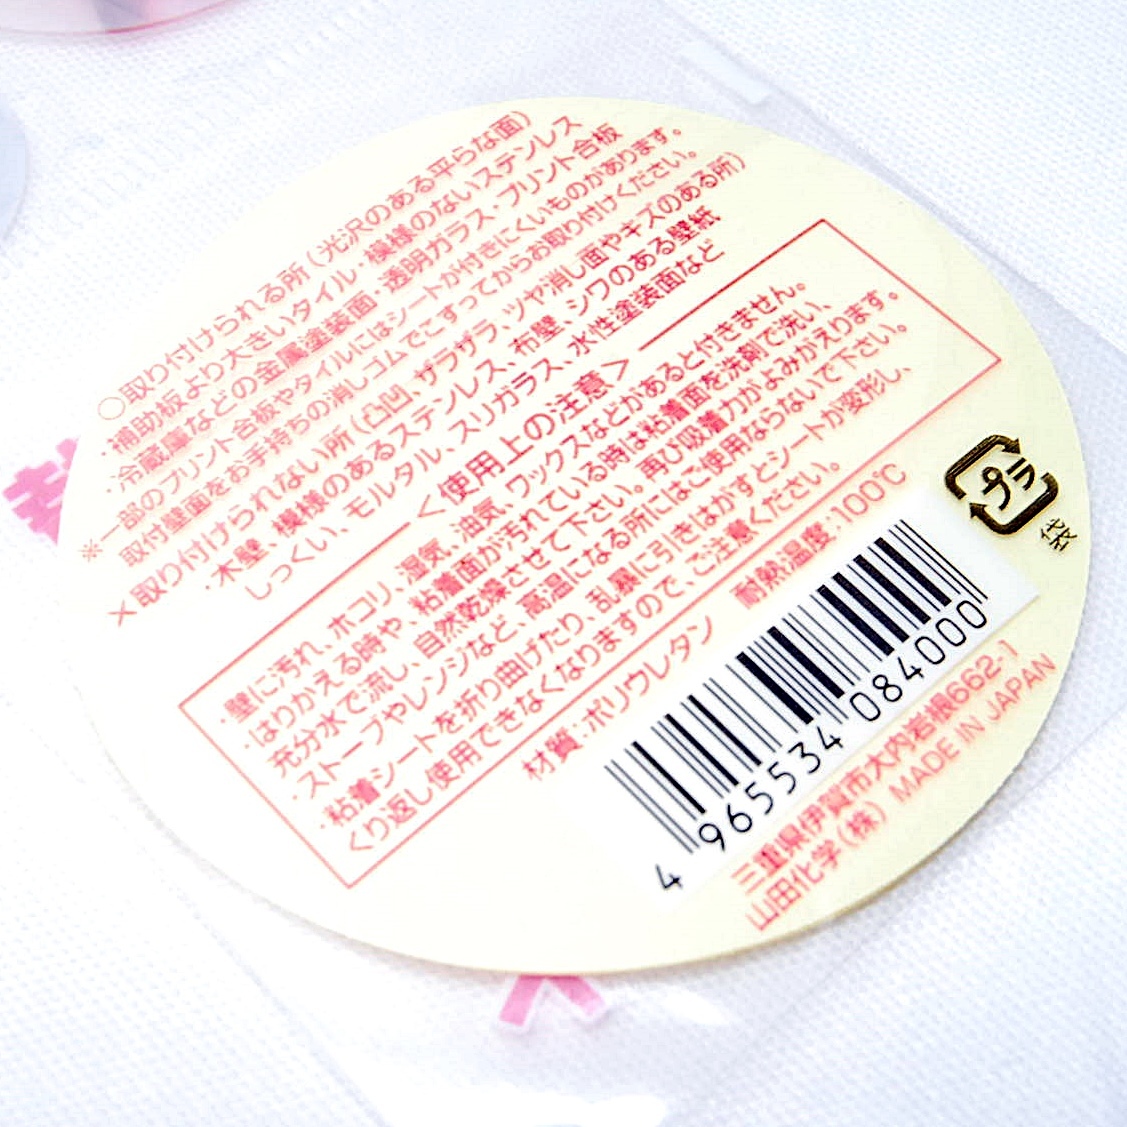 ○取り付けられる所(光沢のある平らな面)
・補助板より大きいタイル・模様のないステンレス
・冷蔵庫などの金属塗装面・透明ガラス・プリント合板
※一部のプリント合板やタイルにはシートが付きにくいものがあります。
取付壁面をお手持ちの消しゴムでこすってからお取り付けください。
×取り付けられない所(凸凹、ザラザラ、ツヤ消し面やキズのある所)
・木壁、模様のあるステンレス、布壁、シワのある壁紙
しっくい、モルタル、スリガラス、水性塗装面など
<使用上の注意>
・壁に汚れ、ホコリ、湿気、油気、ワックスなどがあると付きません。
・はりかえる時や、粘着面が汚れている時は粘着面を洗剤で洗い、
充分水で流し、自然乾燥させて下さい。再び吸着力がよみがえります。
・ストーブやレンジなど、高温になる所にはご使用ならないで下さい。
・粘着シートを折り曲げたり、乱暴に引きはがすとシートが変形し、
くり返し使用できなくなりますので、ご注意ください。
材質:ポリウレタン 耐熱温度:100℃
プラ
袋
4 965534 084000
三重県伊賀市大内岩根662-1
山田化学(株) MADE IN JAPAN